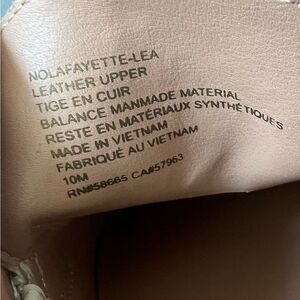 NOLAFAYETTE-LEA
LEATHER UPPER
TIGE EN CUIR
BALANCE MANMADE MATERIAL
RESTE EN MATÉRIAUX SYNTHÉTIQUES
MADE IN VIETNAM
FABRIQUÉ AU VIETNAM
10M
RN#58665 CA#57963